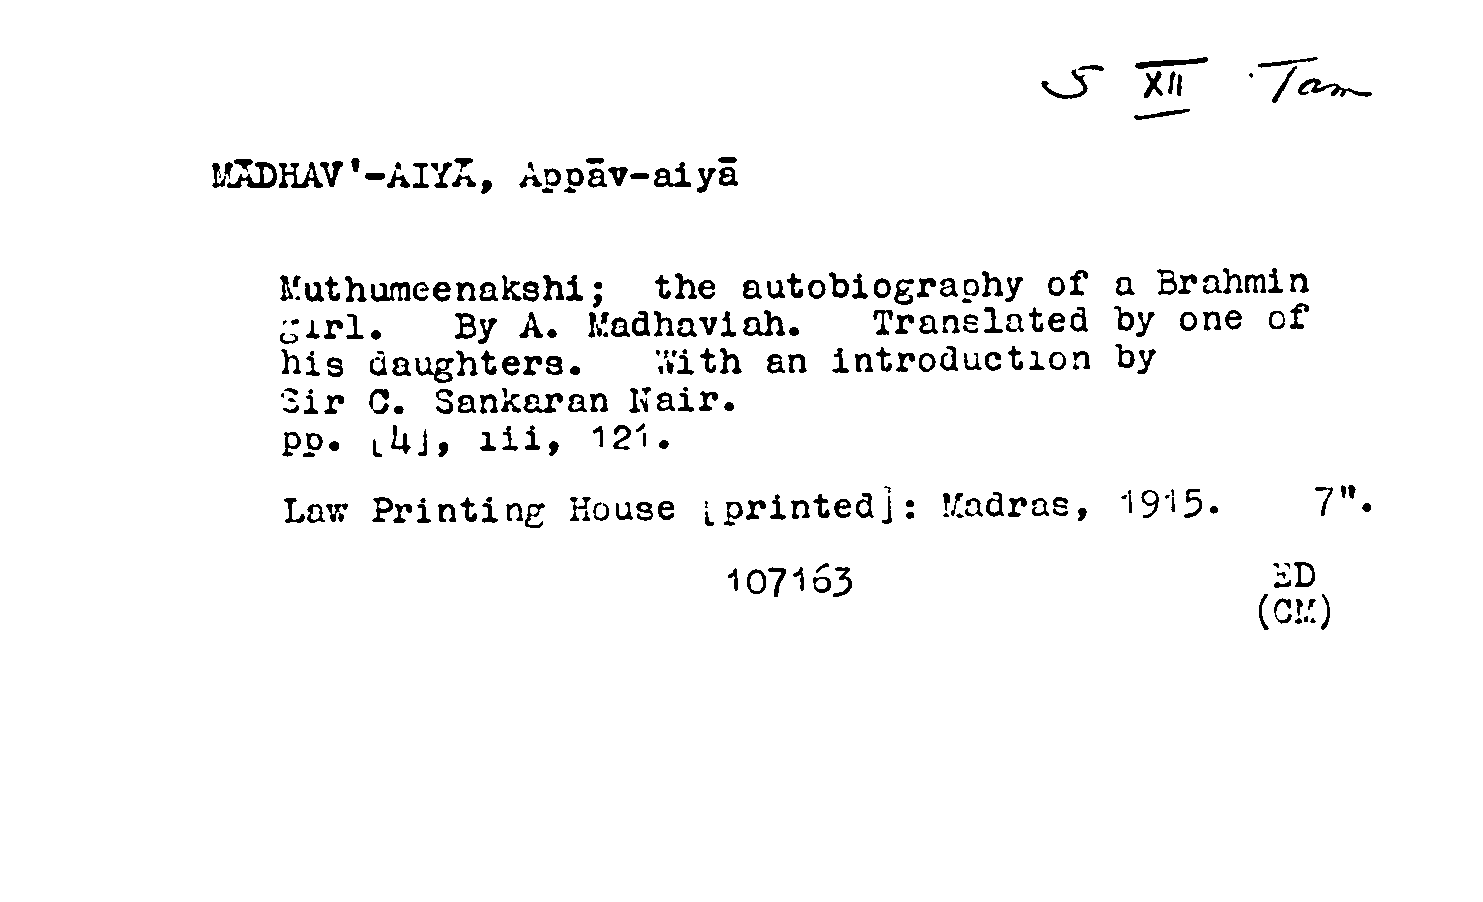 S XII Tam
MĀDHAV'-AIYĀ, Appāv-aiyā
Muthumeenakshi; the autobiography of a Brahmin
girl. By A. Madhaviah. Translated by one of
his daughters. With an introduction by
Sir C. Sankaran Nair.
pp. [4], iii, 121.
Law Printing House [printed]: Madras, 1915. 7".
107163 ED
(CM)